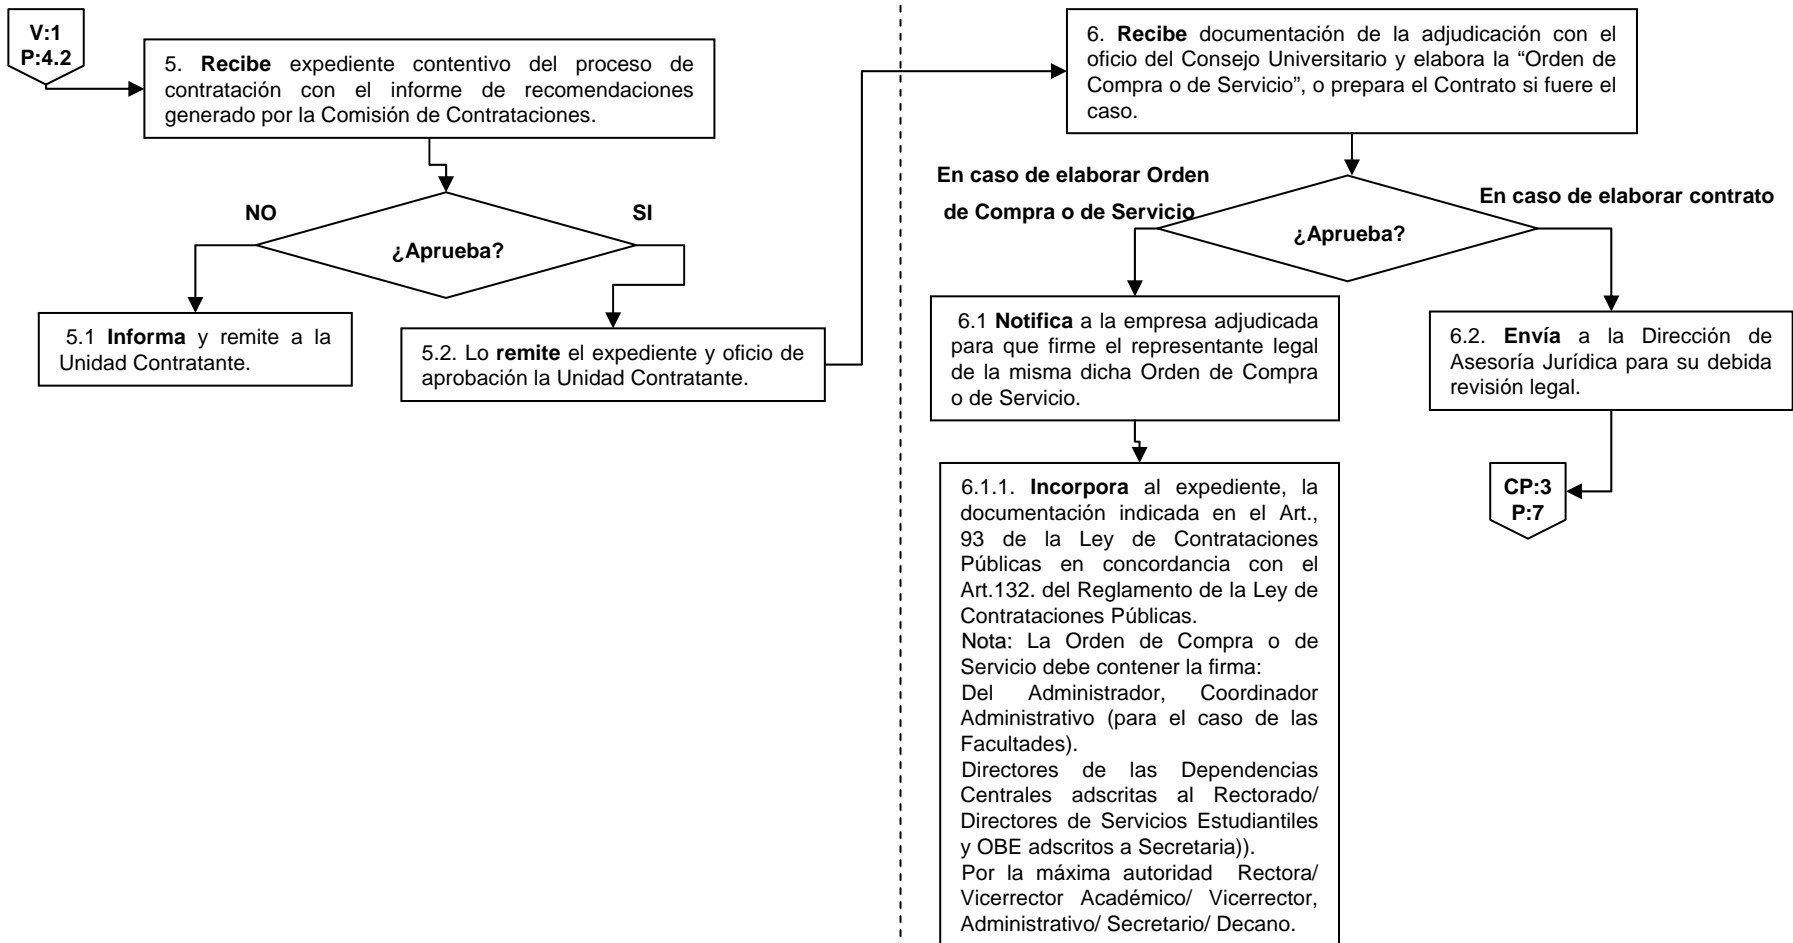 V:1
P:4.2
5. Recibe expediente contentivo del proceso de
contratación con el informe de recomendaciones
generado por la Comisión de Contrataciones.
NO
SI
¿Aprueba?
5.1 Informa y remite a la
Unidad Contratante.
5.2. Lo remite el expediente y oficio de
aprobación la Unidad Contratante.
6. Recibe documentación de la adjudicación con el
oficio del Consejo Universitario y elabora la “Orden de
Compra o de Servicio”, o prepara el Contrato si fuere el
caso.
En caso de elaborar Orden
de Compra o de Servicio
En caso de elaborar contrato
¿Aprueba?
6.1 Notifica a la empresa adjudicada
para que firme el representante legal
de la misma dicha Orden de Compra
o de Servicio.
6.2. Envía a la Dirección de
Asesoría Jurídica para su debida
revisión legal.
CP:3
P:7
6.1.1. Incorpora al expediente, la
documentación indicada en el Art.,
93 de la Ley de Contrataciones
Públicas en concordancia con el
Art.132. del Reglamento de la Ley de
Contrataciones Públicas.
Nota: La Orden de Compra o de
Servicio debe contener la firma:
Del Administrador, Coordinador
Administrativo (para el caso de las
Facultades).
Directores de las Dependencias
Centrales adscritas al Rectorado/
Directores de Servicios Estudiantiles
y OBE adscritos a Secretaria)).
Por la máxima autoridad Rectora/
Vicerrector Académico/ Vicerrector,
Administrativo/ Secretario/ Decano.